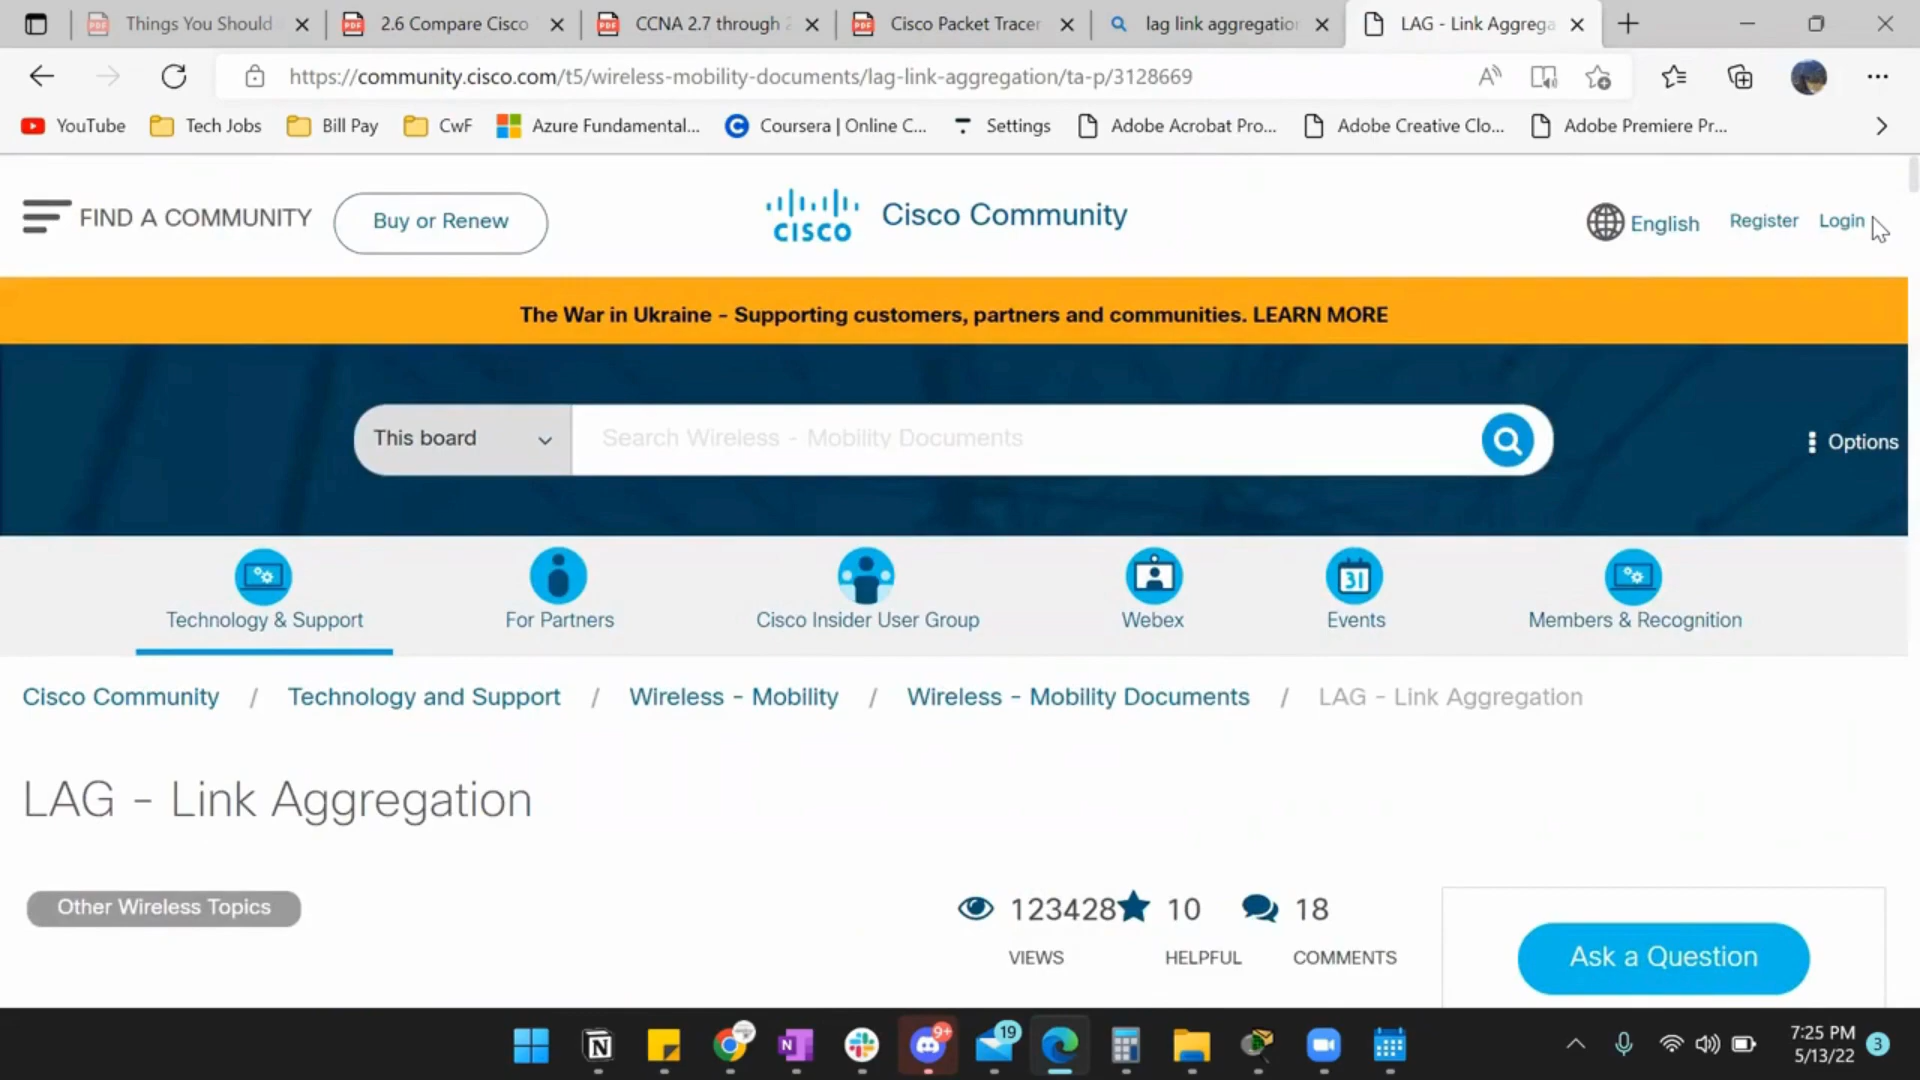 Things You Should
2.6 Compare Cisco
CCNA 2.7 through
Cisco Packet Tracer
lag link aggregation
LAG - Link Aggrega
https://community.cisco.com/t5/wireless-mobility-documents/lag-link-aggregation/ta-p/3128669
YouTube
Tech Jobs
Bill Pay
CwF
Azure Fundamental...
Coursera | Online C...
Settings
Adobe Acrobat Pro...
Adobe Creative Clo...
Adobe Premiere Pr...
FIND A COMMUNITY
Buy or Renew
CISCO
Cisco Community
English
Register
Login
The War in Ukraine - Supporting customers, partners and communities. LEARN MORE
This board
Search Wireless - Mobility Documents
Options
31
Technology & Support
For Partners
Cisco Insider User Group
Webex
Events
Members & Recognition
Cisco Community / Technology and Support / Wireless - Mobility / Wireless - Mobility Documents / LAG - Link Aggregation
LAG - Link Aggregation
Other Wireless Topics
123428
10
18
VIEWS
HELPFUL
COMMENTS
Ask a Question
9+
19
7:25 PM
5/13/22
3